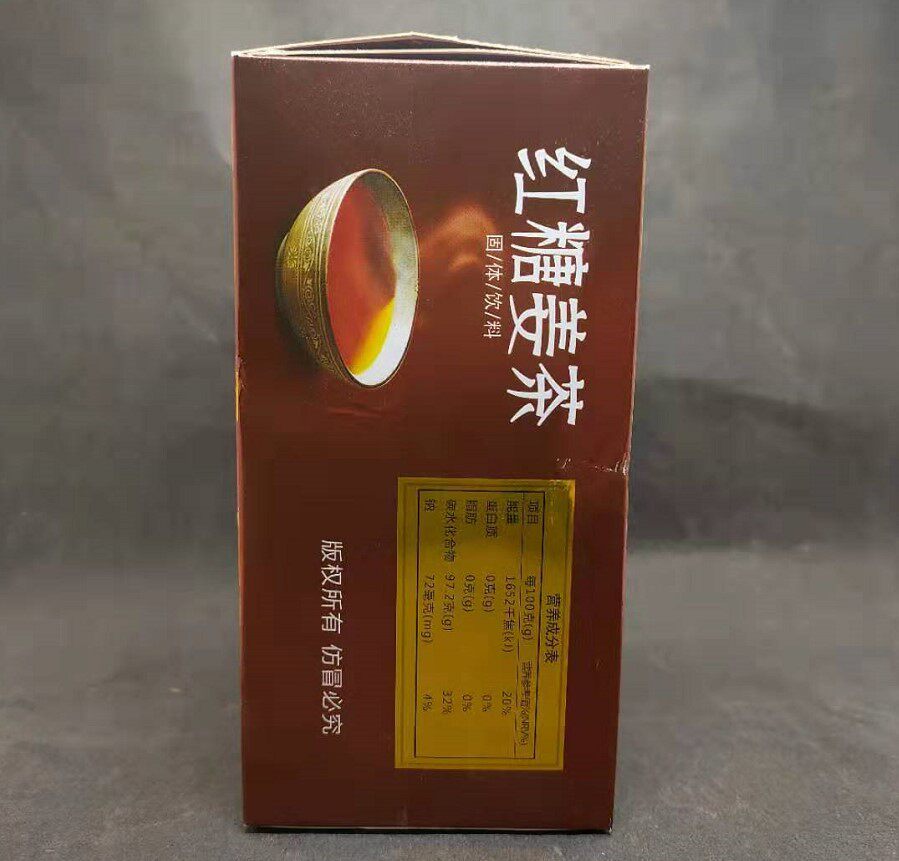 红糖姜茶
固/体/饮/料
营养成分表
项目 每100克(g) 营养参考值%(NRV%)
能量 1652千焦(kJ) 20%
蛋白质 0克(g) 0%
脂肪 0克(g) 0%
碳水化合物 97.2克(g) 32%
钠 72毫克(mg) 4%
版权所有 仿冒必究